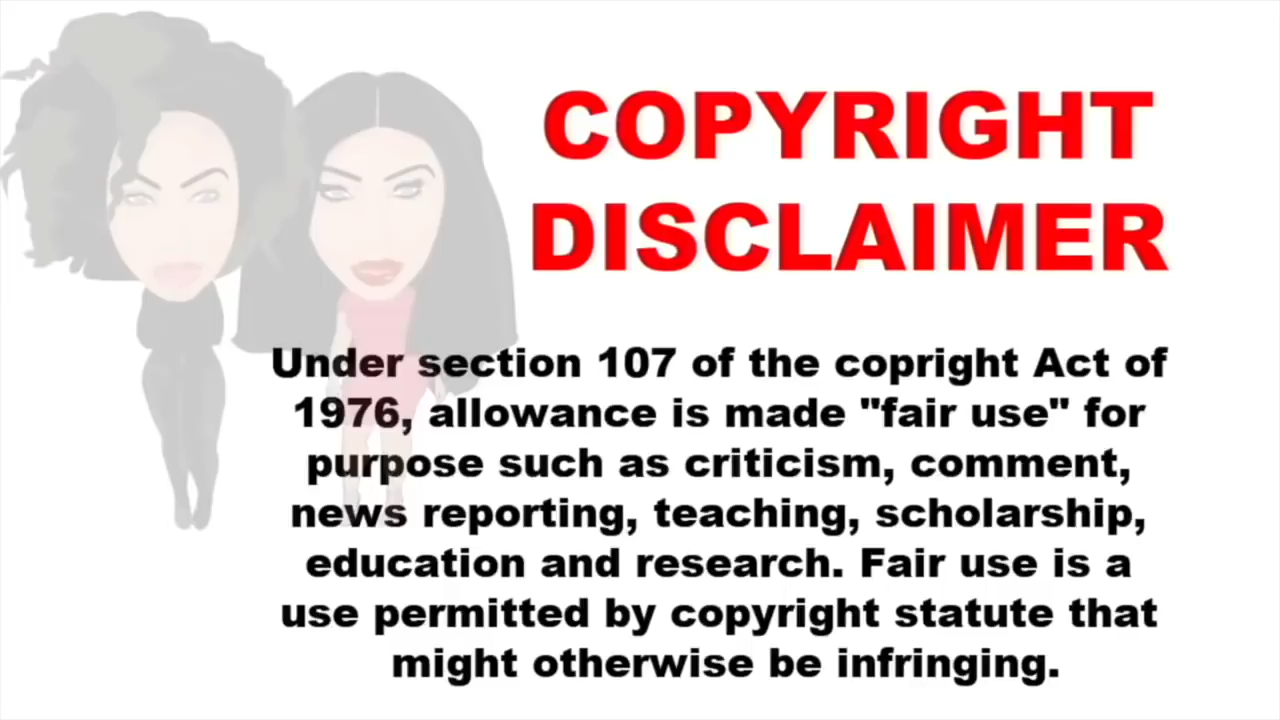 COPYRIGHT
DISCLAIMER
Under section 107 of the copright Act of
1976, allowance is made "fair use" for
purpose such as criticism, comment,
news reporting, teaching, scholarship,
education and research. Fair use is a
use permitted by copyright statute that
might otherwise be infringing.